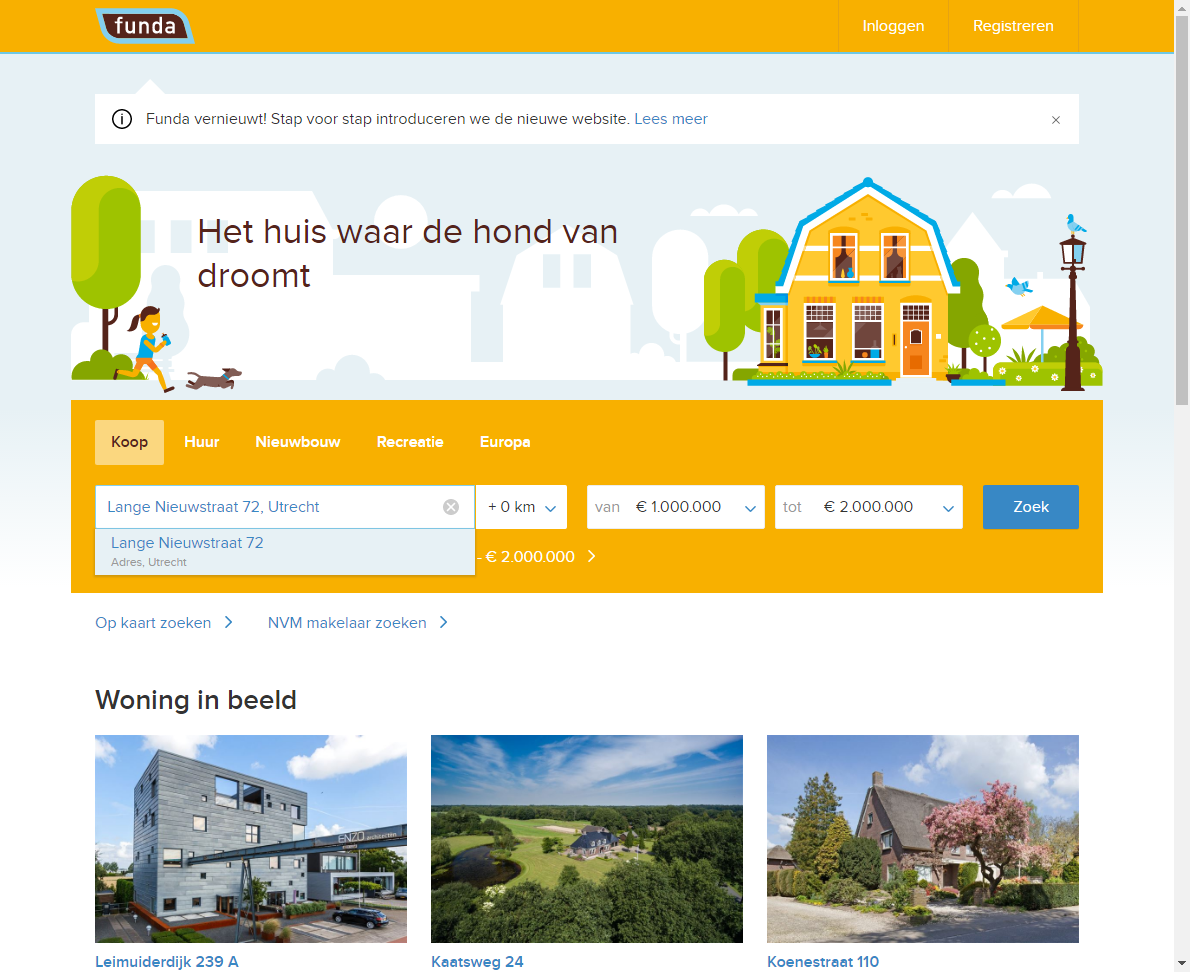 funda
Inloggen
Registreren
Funda vernieuwt! Stap voor stap introduceren we de nieuwe website. Lees meer
Het huis waar de hond van
droomt
Koop
Huur
Nieuwbouw
Recreatie
Europa
Lange Nieuwstraat 72, Utrecht
+ 0 km
van € 1.000.000
tot € 2.000.000
Zoek
Lange Nieuwstraat 72
Adres, Utrecht
- € 2.000.000
Op kaart zoeken
NVM makelaar zoeken
Woning in beeld
ENZO architecten
Leimuiderdijk 239 A
Kaatsweg 24
Koenestraat 110